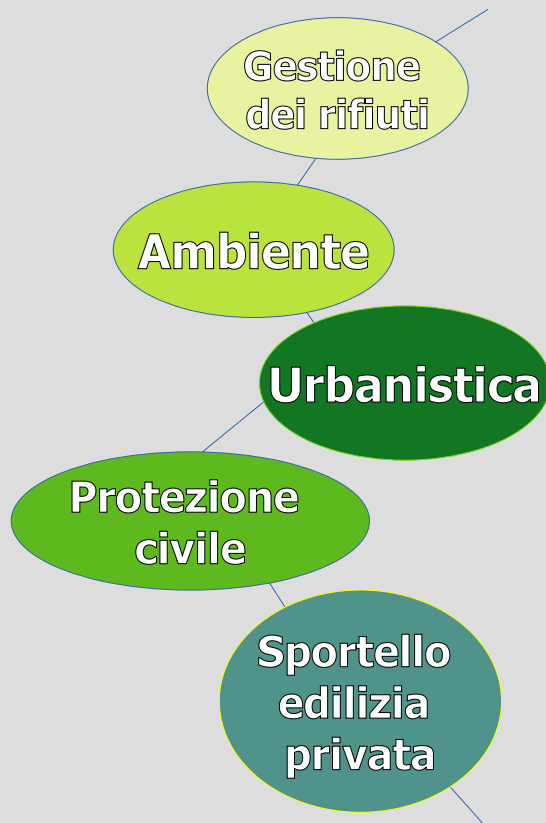 Gestione
dei rifiuti
Ambiente
Urbanistica
Protezione
civile
Sportello
edilizia
privata